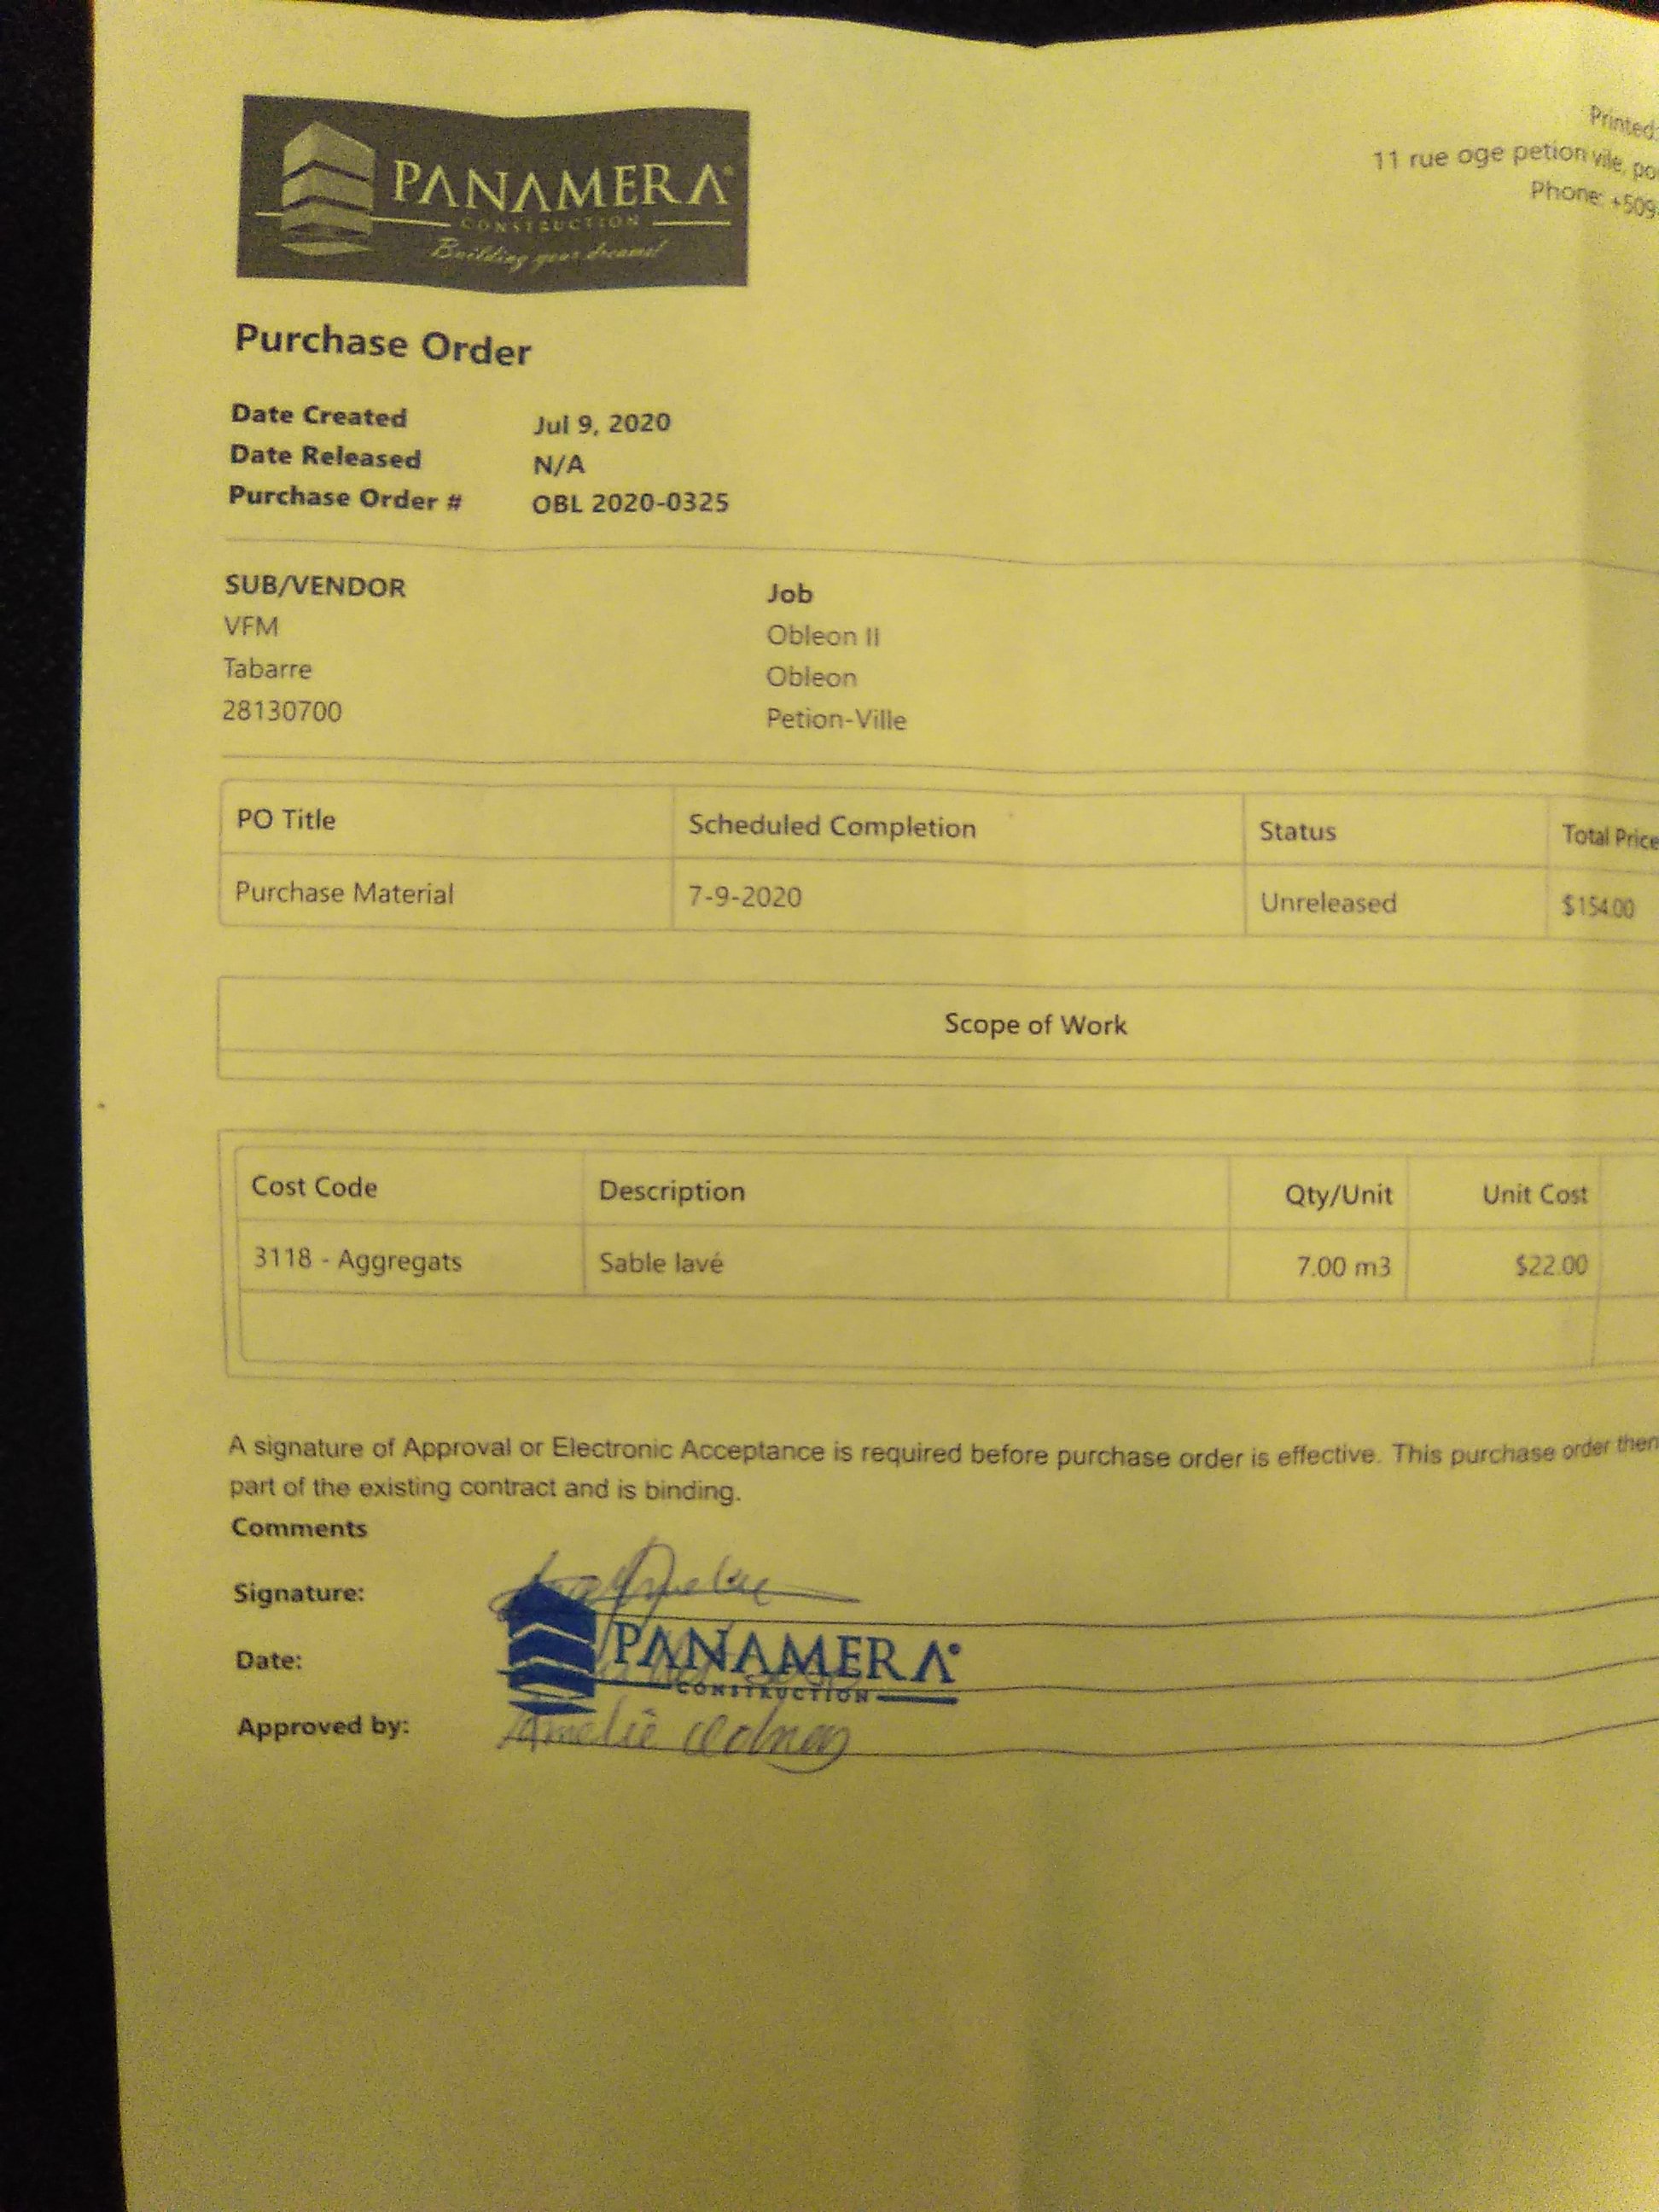 PANAMERA
CONSTRUCTION
Building your dreams!
Printed:
11 rue oge petion vile, po
Phone: +509-
Purchase Order
Date Created Jul 9, 2020
Date Released N/A
Purchase Order # OBL 2020-0325
SUB/VENDOR Job
VFM Obleon II
Tabarre Obleon
28130700 Petion-Ville
PO Title Scheduled Completion Status Total Price
Purchase Material 7-9-2020 Unreleased $154.00
Scope of Work
Cost Code Description Qty/Unit Unit Cost
3118 - Aggregats Sable lavé 7.00 m3 $22.00
A signature of Approval or Electronic Acceptance is required before purchase order is effective. This purchase order then
part of the existing contract and is binding.
Comments
Signature:
Date:
PANAMERA
CONSTRUCTION
Approved by: Amelie